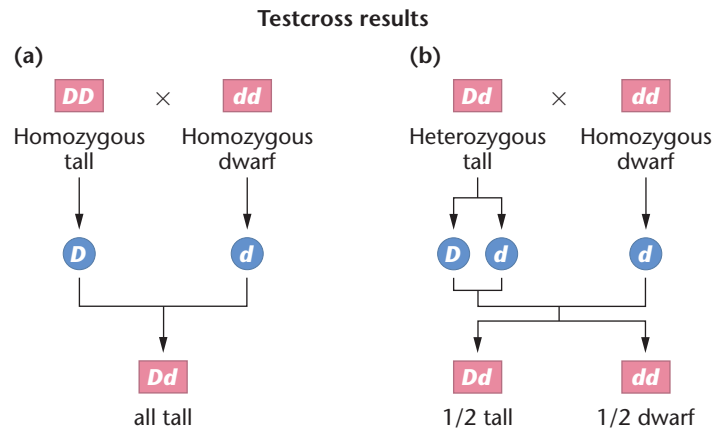 Testcross results
(a)
DD × dd
Homozygous tall
Homozygous dwarf
D
d
Dd
all tall
(b)
Dd × dd
Heterozygous tall
Homozygous dwarf
D
d
d
Dd
dd
1/2 tall
1/2 dwarf